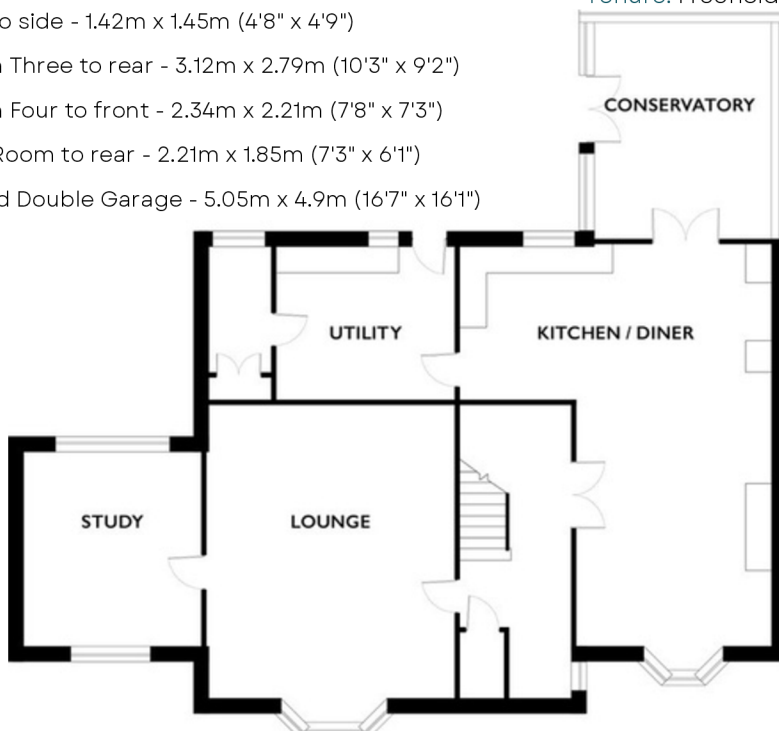 o side - 1.42m x 1.45m (4'8" x 4'9")
Three to rear - 3.12m x 2.79m (10'3" x 9'2")
Four to front - 2.34m x 2.21m (7'8" x 7'3")
Room to rear - 2.21m x 1.85m (7'3" x 6'1")
d Double Garage - 5.05m x 4.9m (16'7" x 16'1")
CONSERVATORY
UTILITY
KITCHEN / DINER
STUDY
LOUNGE